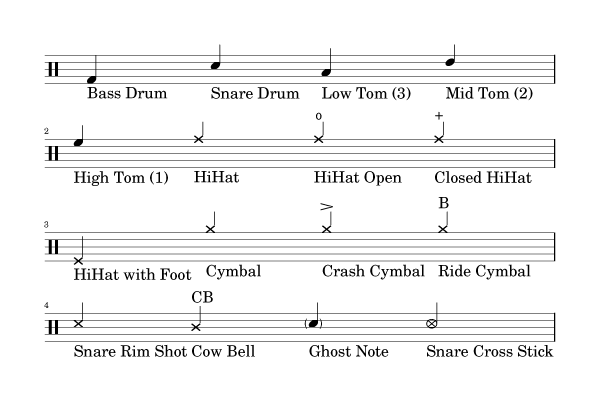 Bass Drum Snare Drum Low Tom (3) Mid Tom (2)
o +
2
High Tom (1) HiHat HiHat Open Closed HiHat
B
3
HiHat with Foot Cymbal Crash Cymbal Ride Cymbal
CB
4
Snare Rim Shot Cow Bell Ghost Note Snare Cross Stick